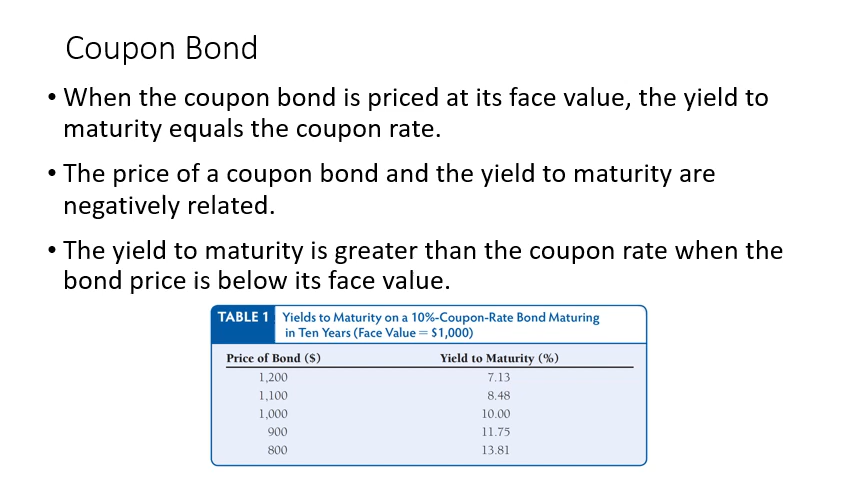 Coupon Bond
• When the coupon bond is priced at its face value, the yield to
maturity equals the coupon rate.
• The price of a coupon bond and the yield to maturity are
negatively related.
• The yield to maturity is greater than the coupon rate when the
bond price is below its face value.
TABLE 1 Yields to Maturity on a 10%-Coupon-Rate Bond Maturing
in Ten Years (Face Value = $1,000)
Price of Bond ($) Yield to Maturity (%)
1,200 7.13
1,100 8.48
1,000 10.00
900 11.75
800 13.81